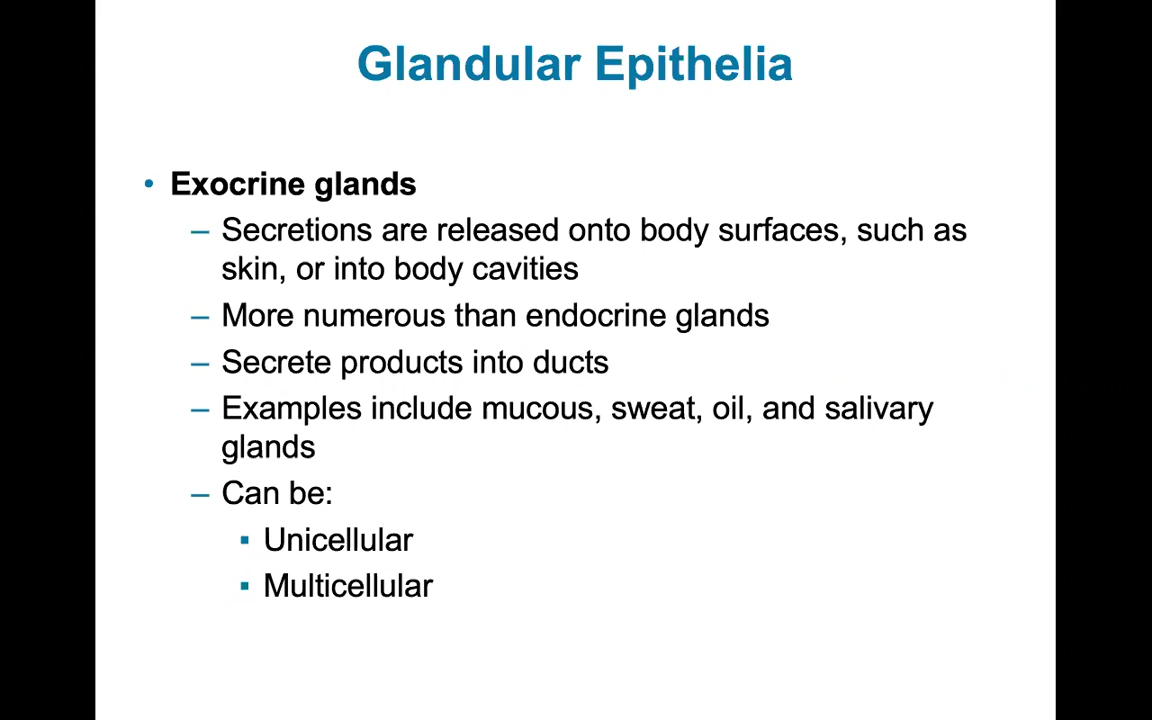 Glandular Epithelia
• Exocrine glands
– Secretions are released onto body surfaces, such as
skin, or into body cavities
– More numerous than endocrine glands
– Secrete products into ducts
– Examples include mucous, sweat, oil, and salivary
glands
– Can be:
▪ Unicellular
▪ Multicellular